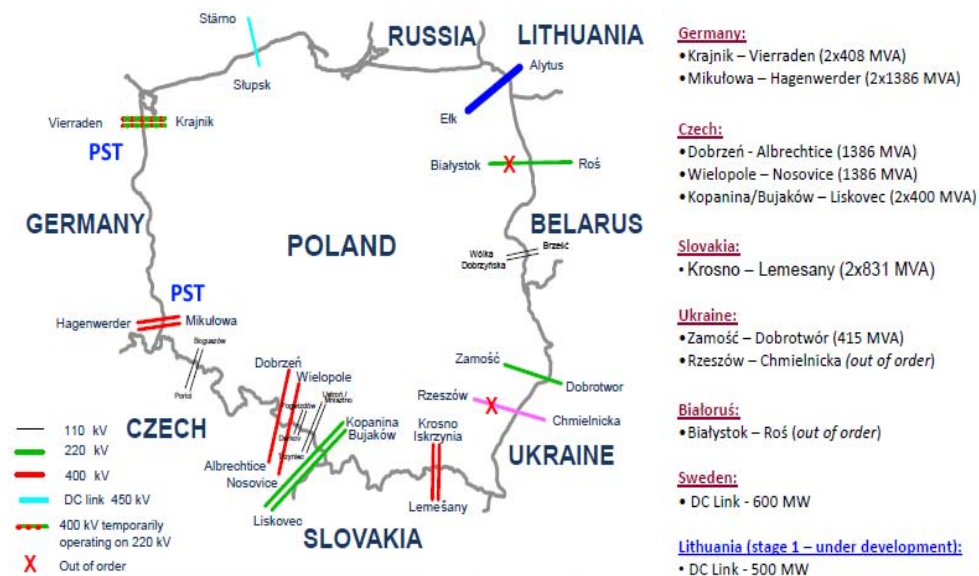 Stärno
Słupsk
RUSSIA
LITHUANIA
Alytus
Ełk
Vierraden
Krajnik
PST
Białystok
Roś
GERMANY
POLAND
BELARUS
Wólka
Dobrzyńska
Brześć
PST
Hagenwerder
Mikułowa
Boguszów
Porici
Dobrzeń
Wielopole
Pogwizdów
Ustroń /
Mnisztwo
Darkov
Trzyniec
Kopanina
Bujaków
Zamość
Dobrotwor
Rzeszów
Chmielnicka
Krosno
Iskrzynia
CZECH
UKRAINE
Albrechtice
Nosovice
Liskovec
Lemešany
SLOVAKIA
110 kV
220 kV
400 kV
DC link 450 kV
400 kV temporarily
operating on 220 kV
X Out of order
Germany:
•Krajnik – Vierraden (2x408 MVA)
•Mikułowa – Hagenwerder (2x1386 MVA)
Czech:
•Dobrzeń - Albrechtice (1386 MVA)
•Wielopole – Nosovice (1386 MVA)
•Kopanina/Bujaków – Liskovec (2x400 MVA)
Slovakia:
• Krosno – Lemesany (2x831 MVA)
Ukraine:
•Zamość – Dobrotwór (415 MVA)
•Rzeszów – Chmielnicka (out of order)
Białoruś:
•Białystok – Roś (out of order)
Sweden:
• DC Link - 600 MW
Lithuania (stage 1 – under development):
• DC Link - 500 MW